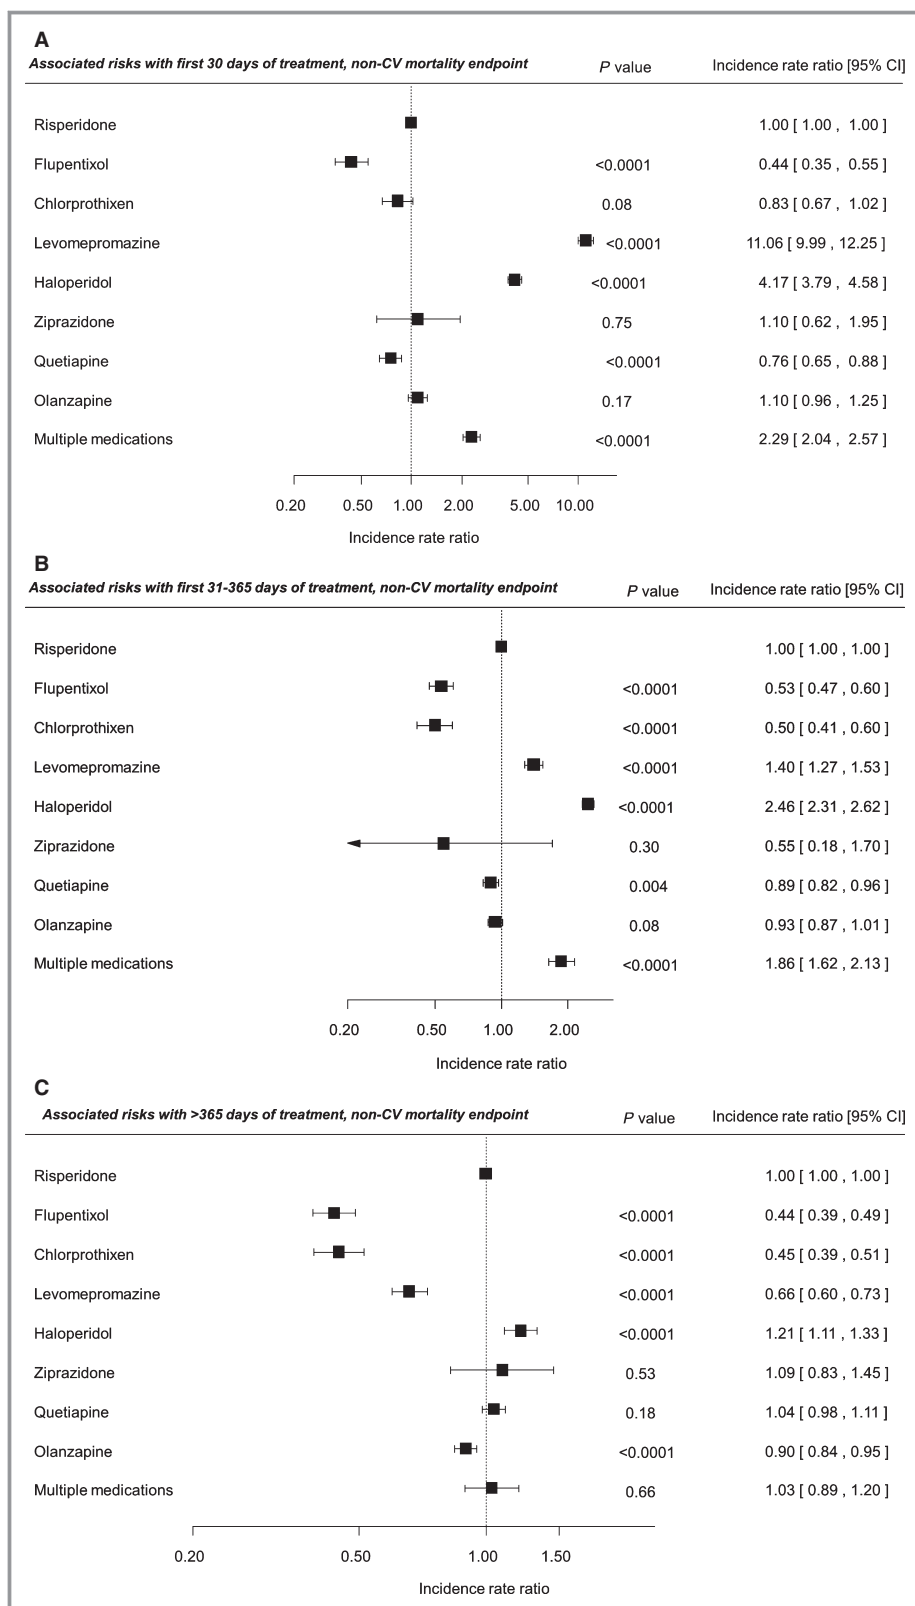 A
Associated risks with first 30 days of treatment, non-CV mortality endpoint P value Incidence rate ratio [95% CI]
Risperidone 1.00 [ 1.00 , 1.00 ]
Flupentixol <0.0001 0.44 [ 0.35 , 0.55 ]
Chlorprothixen 0.08 0.83 [ 0.67 , 1.02 ]
Levomepromazine <0.0001 11.06 [ 9.99 , 12.25 ]
Haloperidol <0.0001 4.17 [ 3.79 , 4.58 ]
Ziprazidone 0.75 1.10 [ 0.62 , 1.95 ]
Quetiapine <0.0001 0.76 [ 0.65 , 0.88 ]
Olanzapine 0.17 1.10 [ 0.96 , 1.25 ]
Multiple medications <0.0001 2.29 [ 2.04 , 2.57 ]
0.20 0.50 1.00 2.00 5.00 10.00
Incidence rate ratio
B
Associated risks with first 31-365 days of treatment, non-CV mortality endpoint P value Incidence rate ratio [95% CI]
Risperidone 1.00 [ 1.00 , 1.00 ]
Flupentixol <0.0001 0.53 [ 0.47 , 0.60 ]
Chlorprothixen <0.0001 0.50 [ 0.41 , 0.60 ]
Levomepromazine <0.0001 1.40 [ 1.27 , 1.53 ]
Haloperidol <0.0001 2.46 [ 2.31 , 2.62 ]
Ziprazidone 0.30 0.55 [ 0.18 , 1.70 ]
Quetiapine 0.004 0.89 [ 0.82 , 0.96 ]
Olanzapine 0.08 0.93 [ 0.87 , 1.01 ]
Multiple medications <0.0001 1.86 [ 1.62 , 2.13 ]
0.20 0.50 1.00 2.00
Incidence rate ratio
C
Associated risks with >365 days of treatment, non-CV mortality endpoint P value Incidence rate ratio [95% CI]
Risperidone 1.00 [ 1.00 , 1.00 ]
Flupentixol <0.0001 0.44 [ 0.39 , 0.49 ]
Chlorprothixen <0.0001 0.45 [ 0.39 , 0.51 ]
Levomepromazine <0.0001 0.66 [ 0.60 , 0.73 ]
Haloperidol <0.0001 1.21 [ 1.11 , 1.33 ]
Ziprazidone 0.53 1.09 [ 0.83 , 1.45 ]
Quetiapine 0.18 1.04 [ 0.98 , 1.11 ]
Olanzapine <0.0001 0.90 [ 0.84 , 0.95 ]
Multiple medications 0.66 1.03 [ 0.89 , 1.20 ]
0.20 0.50 1.00 1.50
Incidence rate ratio